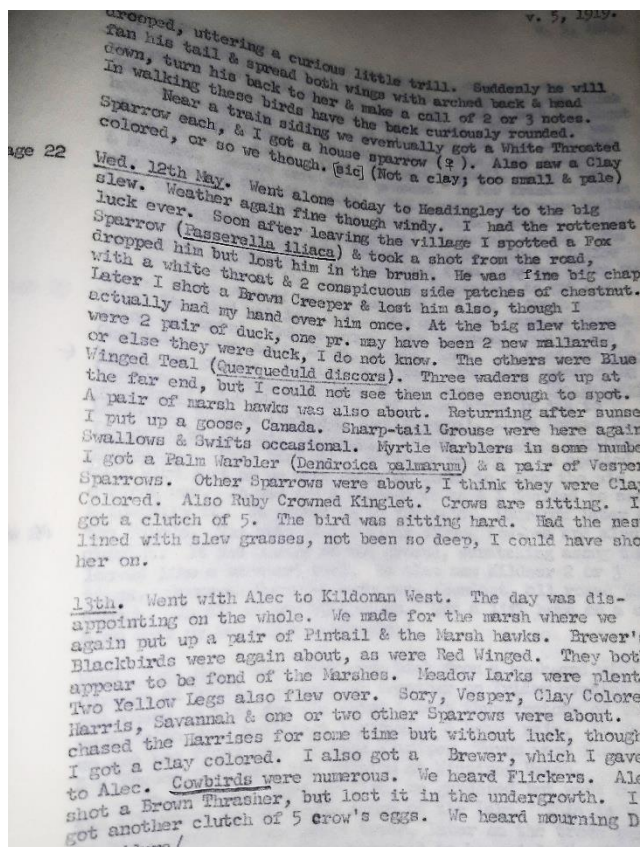 drooped, uttering a curious little trill. Suddenly he will
v. 5, 1919.
fan his tail & spread both wings with arched back & head
down, turn his back to her & make a call of 2 or 3 notes.
In walking these birds have the back curiously rounded.
Near a train siding we eventually got a White Throated
Sparrow each, & I got a house sparrow (♀). Also saw a Clay
colored, or so we though. [sic] (Not a clay; too small & pale)
age 22
Wed. 12th May. Went alone today to Headingley to the big
slew. Weather again fine though windy. I had the rottenest
luck ever. Soon after leaving the village I spotted a Fox
Sparrow (Passerella iliaca) & took a shot from the road,
dropped him but lost him in the brush. He was fine big chap
with a white throat & 2 conspicuous side patches of chestnut.
Later I shot a Brown Creeper & lost him also, though I
actually had my hand over him once. At the big slew there
were 2 pair of duck, one pr. may have been 2 new mallards,
or else they were duck, I do not know. The others were Blue
Winged Teal (Querqueduld discors). Three waders got up at
the far end, but I could not see them close enough to spot.
A pair of marsh hawks was also about. Returning after sunse
I put up a goose, Canada. Sharp-tail Grouse were here again
Swallows & Swifts occasional. Myrtle Warblers in some numbe
I got a Palm Warbler (Dendroica palmarum) & a pair of Vesper
Sparrows. Other Sparrows were about, I think they were Clay
Colored. Also Ruby Crowned Kinglet. Crows are sitting. I
got a clutch of 5. The bird was sitting hard. Had the nes
lined with slew grasses, not been so deep, I could have sho
her on.
13th. Went with Alec to Kildonan West. The day was dis-
appointing on the whole. We made for the marsh where we
again put up a pair of Pintail & the Marsh hawks. Brewer's
Blackbirds were again about, as were Red Winged. They both
appear to be fond of the Marshes. Meadow Larks were plent
Two Yellow Legs also flew over. Sory, Vesper, Clay Colore
Harris, Savannah & one or two other Sparrows were about.
chased the Harrises for some time but without luck, though
I got a clay colored. I also got a Brewer, which I gave
to Alec. Cowbirds were numerous. We heard Flickers. Ale
shot a Brown Thrasher, but lost it in the undergrowth. I
got another clutch of 5 crow's eggs. We heard mourning D